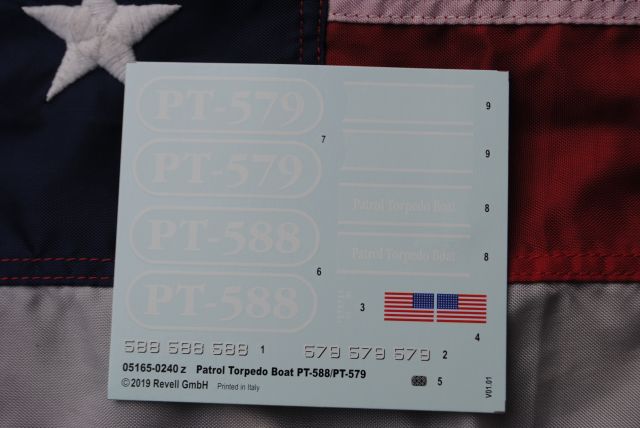 PT-579
9
7
PT-579
9
Patrol Torpedo Boat
8
PT-588
Patrol Torpedo Boat
8
6
PT-588
3
4
588 588 588 1
579 579 579 2
05165-0240 z Patrol Torpedo Boat PT-588/PT-579
5
©2019 Revell GmbH Printed in Italy
V01.01